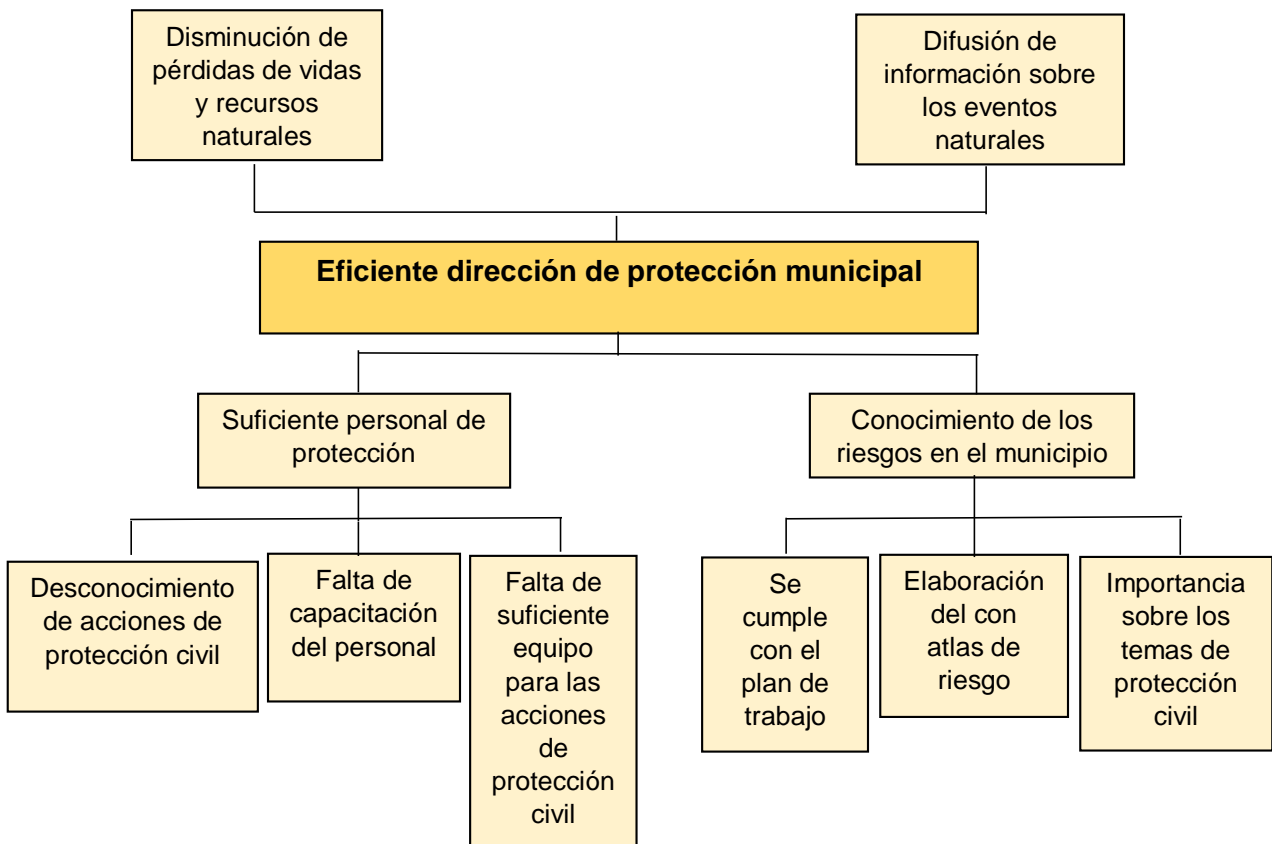 Disminución de
pérdidas de vidas
y recursos
naturales
Difusión de
información sobre
los eventos
naturales
Eficiente dirección de protección municipal
Suficiente personal de
protección
Conocimiento de los
riesgos en el municipio
Desconocimiento
de acciones de
protección civil
Falta de
capacitación
del personal
Falta de
suficiente
equipo
para las
acciones
de
protección
civil
Se
cumple
con el
plan de
trabajo
Elaboración
del con
atlas de
riesgo
Importancia
sobre los
temas de
protección
civil